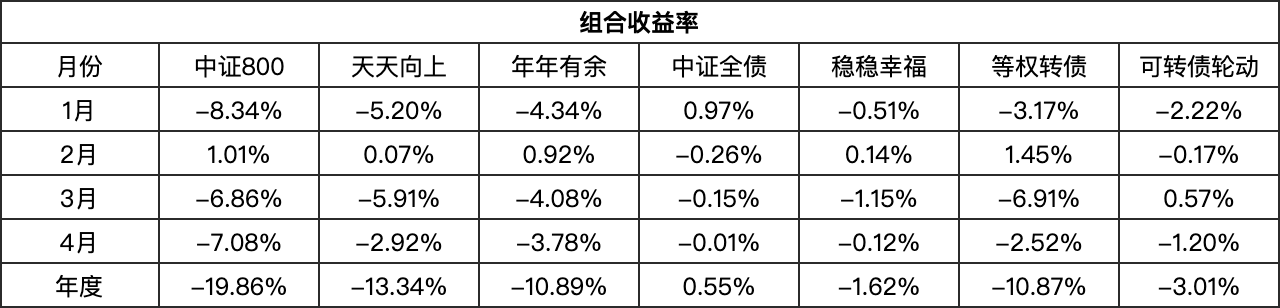 组合收益率
月份 中证800 天天向上 年年有余 中证全债 稳稳幸福 等权转债 可转债轮动
1月 –8.34% –5.20% –4.34% 0.97% –0.51% –3.17% –2.22%
2月 1.01% 0.07% 0.92% –0.26% 0.14% 1.45% –0.17%
3月 –6.86% –5.91% –4.08% –0.15% –1.15% –6.91% 0.57%
4月 –7.08% –2.92% –3.78% –0.01% –0.12% –2.52% –1.20%
年度 –19.86% –13.34% –10.89% 0.55% –1.62% –10.87% –3.01%